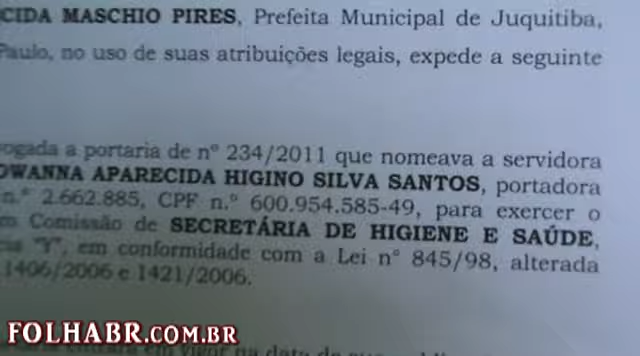 CIDA MASCHIO PIRES, Prefeita Municipal de Juquitiba,
Paulo, no uso de suas atribuições legais, expede a seguinte
ogada a portaria de nº 234/2011 que nomeava a servidora
OWANNA APARECIDA HIGINO SILVA SANTOS, portadora
n.º 2.662.885, CPF n.º 600.954.585-49, para exercer o
m Comissão de SECRETÁRIA DE HIGIENE E SAÚDE,
"Y", em conformidade com a Lei nº 845/98, alterada
1406/2006 e 1421/2006.
FOLHABR.COM.BR